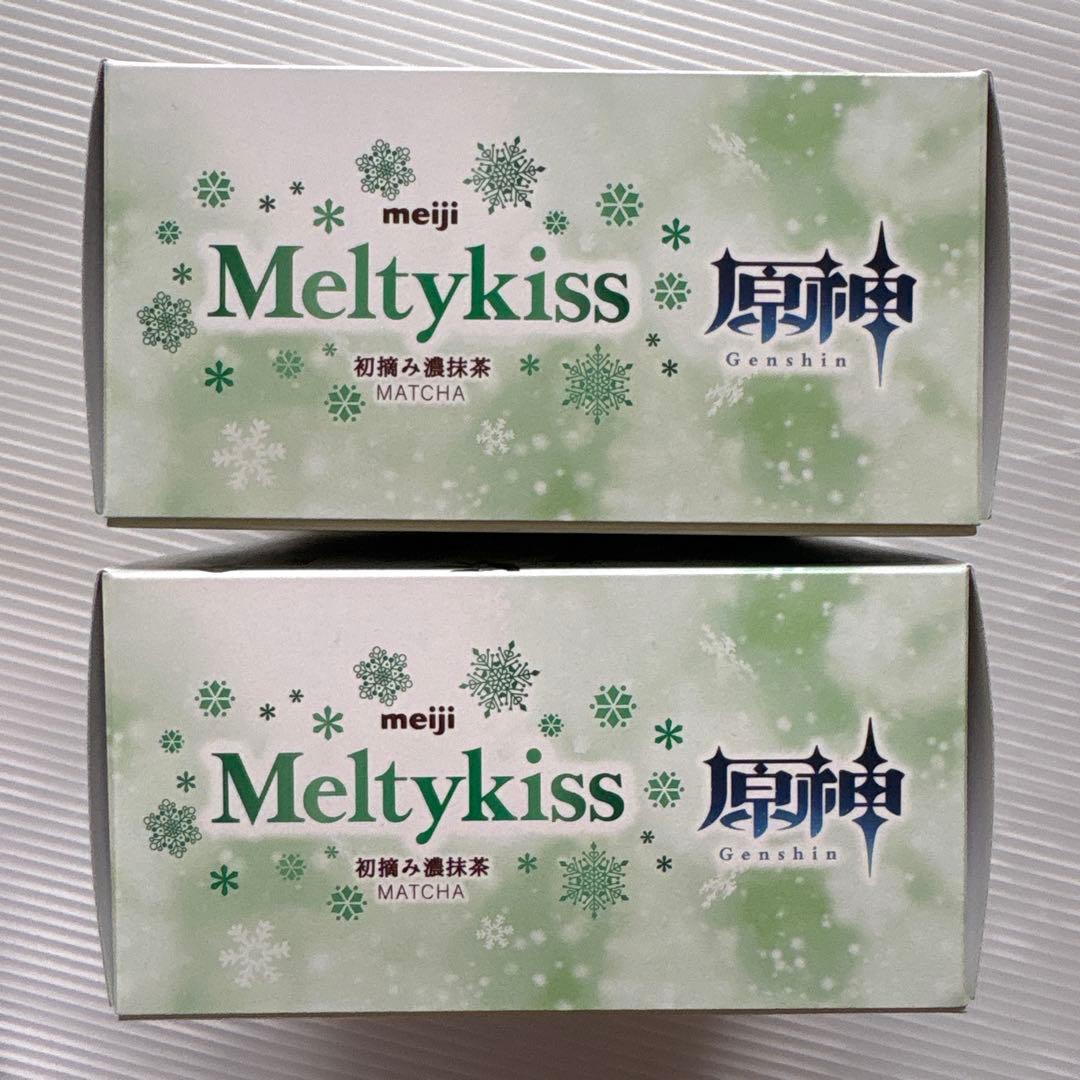 meiji
Meltykiss
初摘み濃抹茶
MATCHA
原神
Genshin
meiji
Meltykiss
初摘み濃抹茶
MATCHA
原神
Genshin